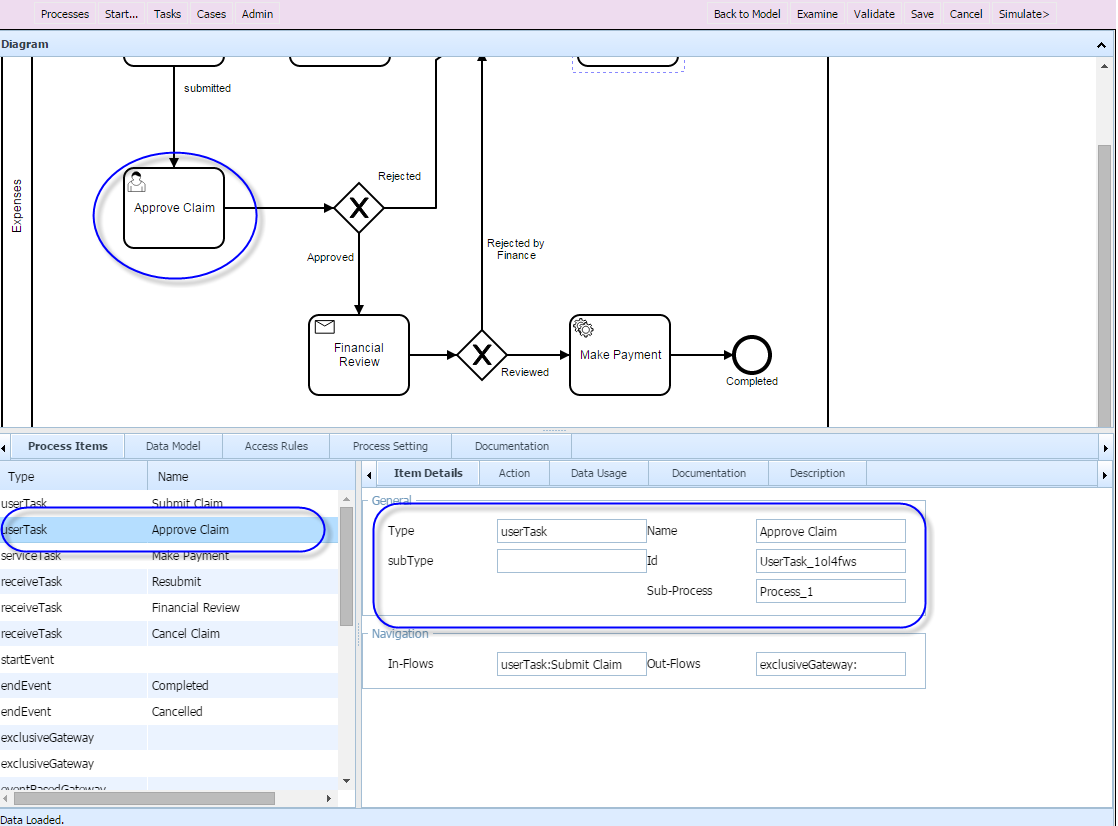 Processes Start... Tasks Cases Admin Back to Model Examine Validate Save Cancel Simulate>
Diagram
Expenses
submitted
Approve Claim
Rejected
Approved
Rejected by
Finance
Financial
Review
Reviewed
Make Payment
Completed
Process Items Data Model Access Rules Process Setting Documentation
Type Name
userTask Submit Claim
userTask Approve Claim
serviceTask Make Payment
receiveTask Resubmit
receiveTask Financial Review
receiveTask Cancel Claim
startEvent
endEvent Completed
endEvent Cancelled
exclusiveGateway
exclusiveGateway
eventBasedGateway
Item Details Action Data Usage Documentation Description
General
Type userTask Name Approve Claim
subType Id UserTask_1ol4fws
Sub-Process Process_1
Navigation
In-Flows userTask:Submit Claim Out-Flows exclusiveGateway:
Data Loaded.